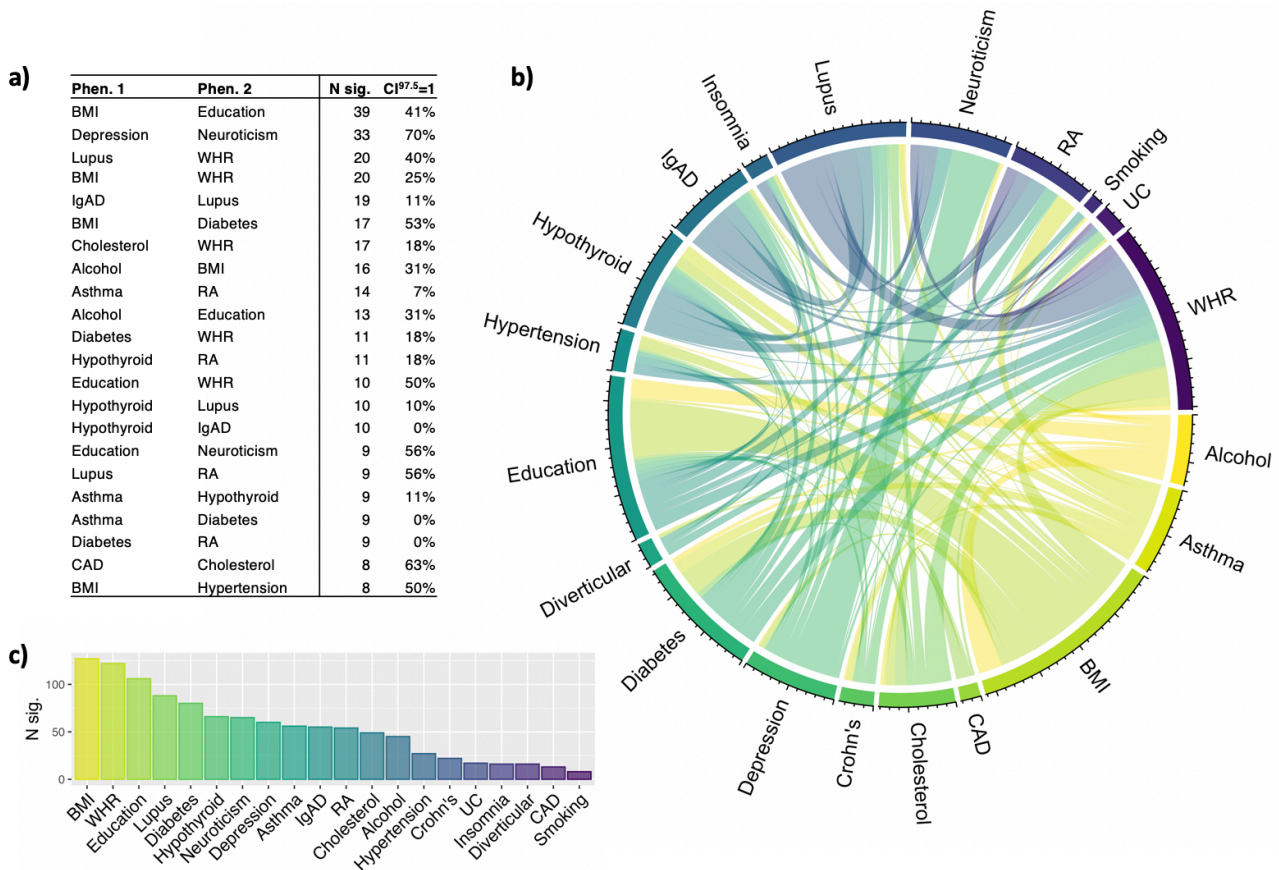 a)
Phen. 1 Phen. 2 N sig. CI97.5=1
BMI Education 39 41%
Depression Neuroticism 33 70%
Lupus WHR 20 40%
BMI WHR 20 25%
IgAD Lupus 19 11%
BMI Diabetes 17 53%
Cholesterol WHR 17 18%
Alcohol BMI 16 31%
Asthma RA 14 7%
Alcohol Education 13 31%
Diabetes WHR 11 18%
Hypothyroid RA 11 18%
Education WHR 10 50%
Hypothyroid Lupus 10 10%
Hypothyroid IgAD 10 0%
Education Neuroticism 9 56%
Lupus RA 9 56%
Asthma Hypothyroid 9 11%
Asthma Diabetes 9 0%
Diabetes RA 9 0%
CAD Cholesterol 8 63%
BMI Hypertension 8 50%
b)
Neuroticism
RA
Smoking
UC
WHR
Alcohol
Asthma
BMI
CAD
Cholesterol
Crohn's
Depression
Diabetes
Diverticular
Education
Hypertension
Hypothyroid
IgAD
Insomnia
Lupus
c)
N sig.
100
50
0
BMI
WHR
Education
Lupus
Diabetes
Hypothyroid
Neuroticism
Depression
Asthma
IgAD
RA
Cholesterol
Alcohol
Hypertension
Crohn's
UC
Insomnia
Diverticular
CAD
Smoking